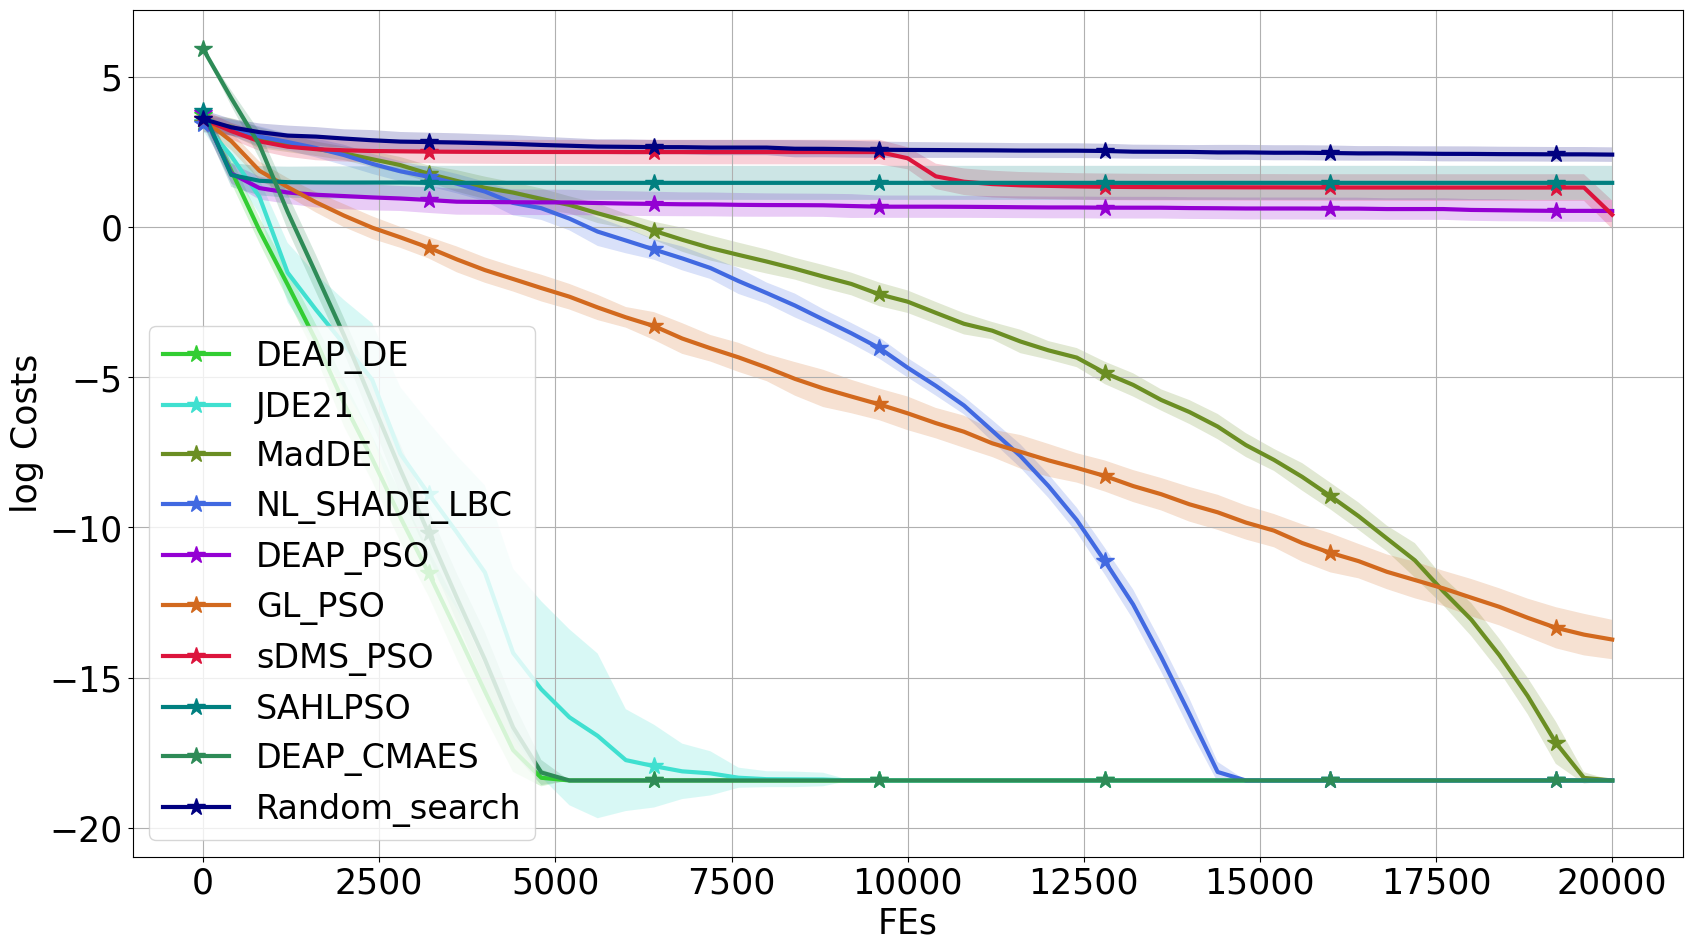 5
0
−5
−10
−15
−20
log Costs
DEAP_DE
JDE21
MadDE
NL_SHADE_LBC
DEAP_PSO
GL_PSO
sDMS_PSO
SAHLPSO
DEAP_CMAES
Random_search
0 2500 5000 7500 10000 12500 15000 17500 20000
FEs